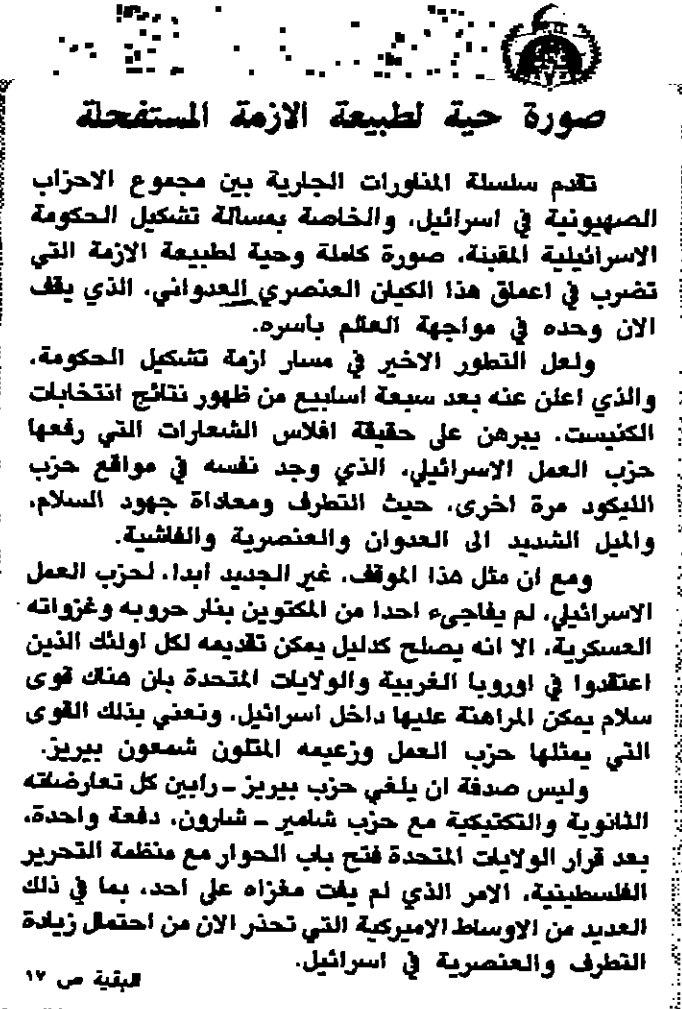 صورة حية لطبيعة الازمة المستفحلة
تقدم سلسلة المناورات الجارية بين مجموع الاحزاب
الصهيونية في اسرائيل، والخاصة بمسألة تشكيل الحكومة
الاسرائيلية المقبلة، صورة كاملة وحية لطبيعة الازمة التي
تضرب في اعماق هذا الكيان العنصري العدواني، الذي يقف
الان وحده في مواجهة العالم بأسره.
ولعل التطور الاخير في مسار ازمة تشكيل الحكومة،
والذي اعلن عنه بعد سبعة اسابيع من ظهور نتائج انتخابات
الكنيست، يبرهن على حقيقة افلاس الشعارات التي رفعها
حزب العمل الاسرائيلي، الذي وجد نفسه في مواقع حزب
الليكود مرة اخرى، حيث التطرف ومعاداة جهود السلام،
والميل الشديد الى العدوان والعنصرية والفاشية.
ومع ان مثل هذا الموقف، غير الجديد ابدا، لحزب العمل
الاسرائيلي، لم يفاجىء احدا من المكتوين بنار حروبه وغزواته
العسكرية، الا انه يصلح كدليل يمكن تقديمه لكل اولئك الذين
اعتقدوا في اوروبا الغربية والولايات المتحدة بان هناك قوى
سلام يمكن المراهنة عليها داخل اسرائيل، ونعني بذلك القوى
التي يمثلها حزب العمل وزعيمه المتلون شمعون بيريز.
وليس صدفة ان يلغي حزب بيريز - رابين كل تعارضاته
الثانوية والتكتيكية مع حزب شامير - شارون، دفعة واحدة،
بعد قرار الولايات المتحدة فتح باب الحوار مع منظمة التحرير
الفلسطينية، الامر الذي لم يفت مغزاه على احد، بما في ذلك
العديد من الاوساط الاميركية التي تحذر الان من احتمال زيادة
التطرف والعنصرية في اسرائيل.
البقية ص ١٧